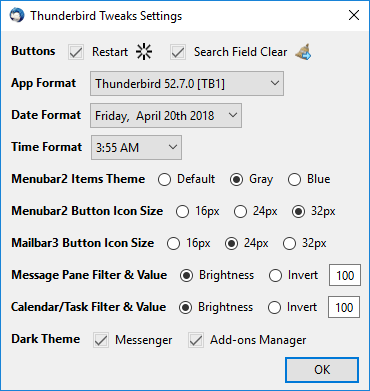 Thunderbird Tweaks Settings
Buttons Restart Search Field Clear
App Format Thunderbird 52.7.0 [TB1]
Date Format Friday, April 20th 2018
Time Format 3:55 AM
Menubar2 Items Theme Default Gray Blue
Menubar2 Button Icon Size 16px 24px 32px
Mailbar3 Button Icon Size 16px 24px 32px
Message Pane Filter & Value Brightness Invert 100
Calendar/Task Filter & Value Brightness Invert 100
Dark Theme Messenger Add-ons Manager
OK